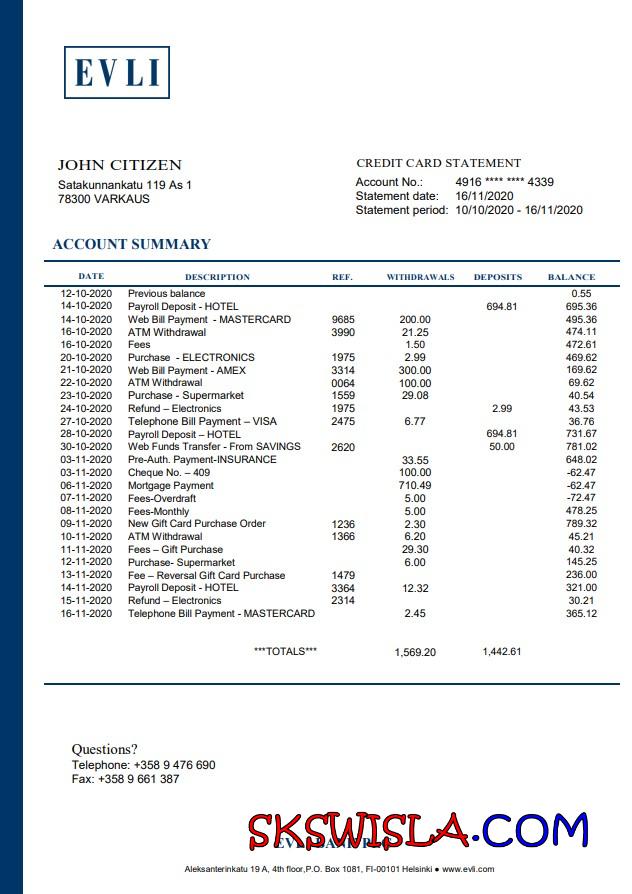 EVLI
JOHN CITIZEN
Satakunnankatu 119 As 1
78300 VARKAUS
CREDIT CARD STATEMENT
Account No.: 4916 **** **** 4339
Statement date: 16/11/2020
Statement period: 10/10/2020 - 16/11/2020
ACCOUNT SUMMARY
DATE DESCRIPTION REF. WITHDRAWALS DEPOSITS BALANCE
12-10-2020 Previous balance 0.55
14-10-2020 Payroll Deposit - HOTEL 694.81 695.36
14-10-2020 Web Bill Payment - MASTERCARD 9685 200.00 495.36
16-10-2020 ATM Withdrawal 3990 21.25 474.11
16-10-2020 Fees 1.50 472.61
20-10-2020 Purchase - ELECTRONICS 1975 2.99 469.62
21-10-2020 Web Bill Payment - AMEX 3314 300.00 169.62
22-10-2020 ATM Withdrawal 0064 100.00 69.62
23-10-2020 Purchase - Supermarket 1559 29.08 40.54
24-10-2020 Refund – Electronics 1975 2.99 43.53
27-10-2020 Telephone Bill Payment – VISA 2475 6.77 36.76
28-10-2020 Payroll Deposit – HOTEL 694.81 731.67
30-10-2020 Web Funds Transfer - From SAVINGS 2620 50.00 781.02
03-11-2020 Pre-Auth. Payment-INSURANCE 33.55 648.02
03-11-2020 Cheque No. – 409 100.00 -62.47
06-11-2020 Mortgage Payment 710.49 -62.47
07-11-2020 Fees-Overdraft 5.00 -72.47
08-11-2020 Fees-Monthly 5.00 478.25
09-11-2020 New Gift Card Purchase Order 1236 2.30 789.32
10-11-2020 ATM Withdrawal 1366 6.20 45.21
11-11-2020 Fees – Gift Purchase 29.30 40.32
12-11-2020 Purchase- Supermarket 6.00 145.25
13-11-2020 Fee – Reversal Gift Card Purchase 1479 236.00
14-11-2020 Payroll Deposit - HOTEL 3364 12.32 321.00
15-11-2020 Refund – Electronics 2314 30.21
16-11-2020 Telephone Bill Payment - MASTERCARD 2.45 365.12
***TOTALS*** 1,569.20 1,442.61
Questions?
Telephone: +358 9 476 690
Fax: +358 9 661 387
SKSWISLA.COM
Aleksanterinkatu 19 A, 4th floor,P.O. Box 1081, FI-00101 Helsinki ● www.evli.com